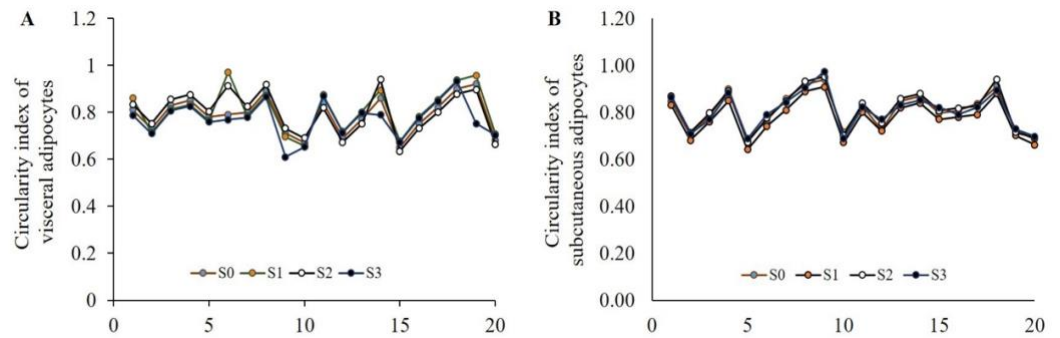 A
Circularity index of
visceral adipocytes
1.2
1
0.8
0.6
0.4
0.2
0
S0 S1 S2 S3
0 5 10 15 20
B
Circularity index of
subcutaneous adipocytes
1.20
1.00
0.80
0.60
0.40
0.20
0.00
S0 S1 S2 S3
0 5 10 15 20